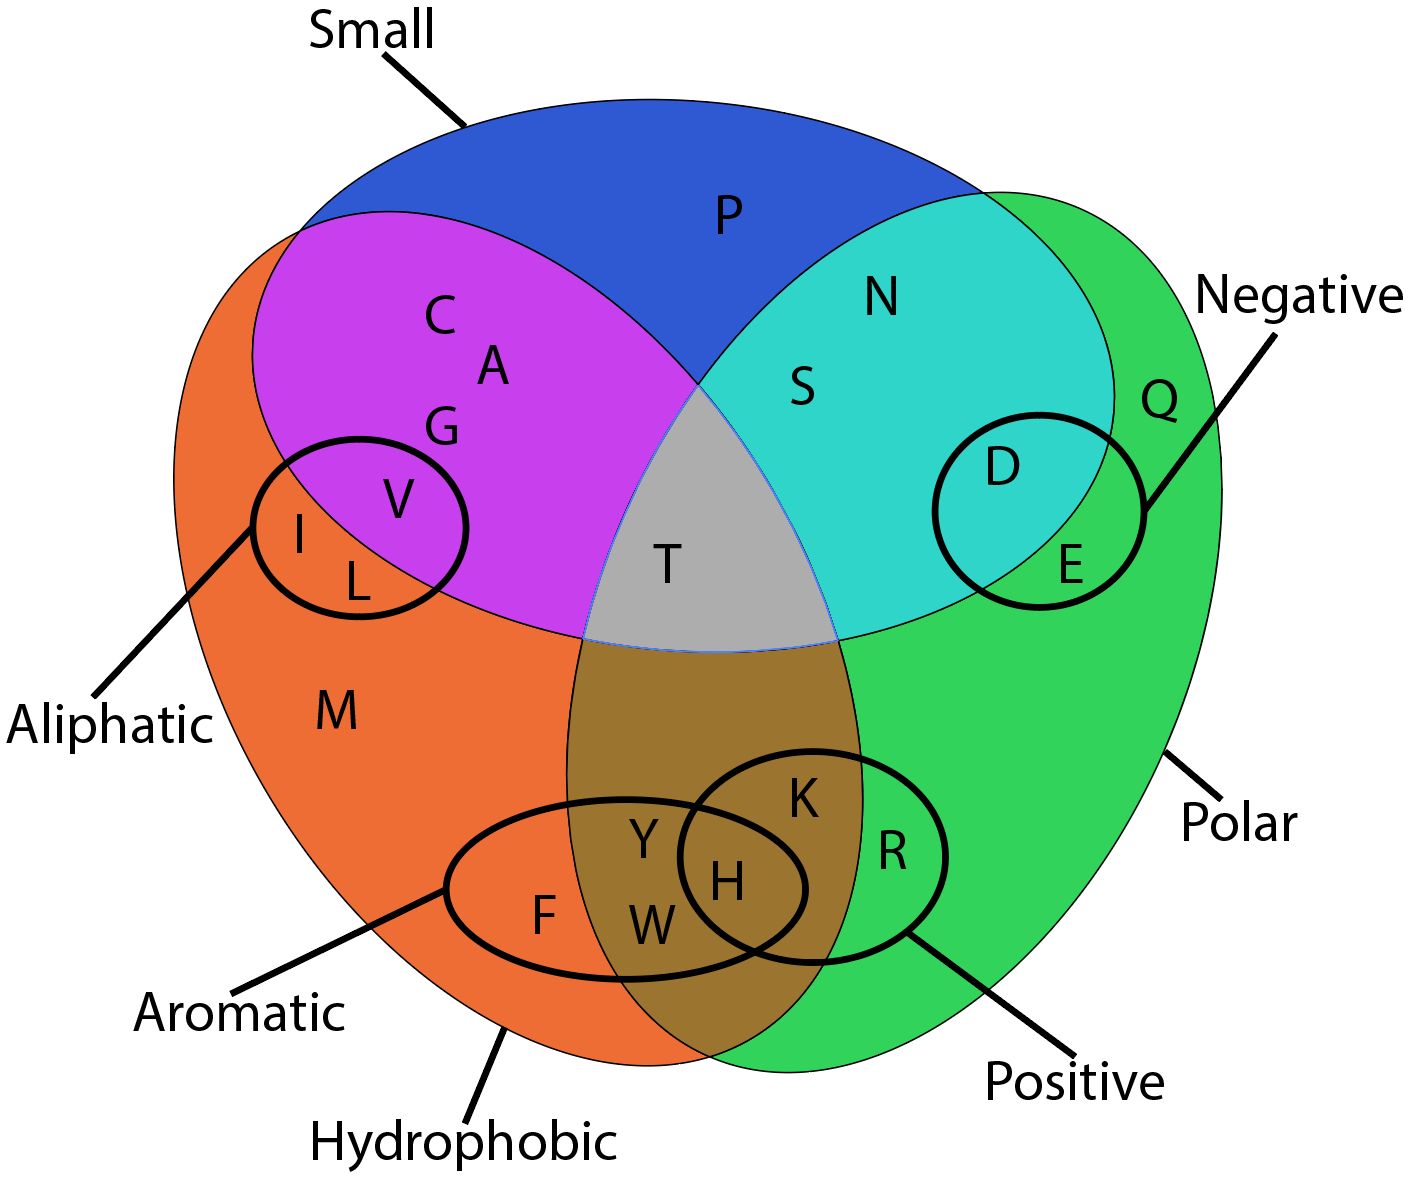 Small
P
N
Negative
C
A
S
Q
G
D
V
I
E
L
T
M
Aliphatic
K
Polar
Y
R
H
F
W
Aromatic
Positive
Hydrophobic